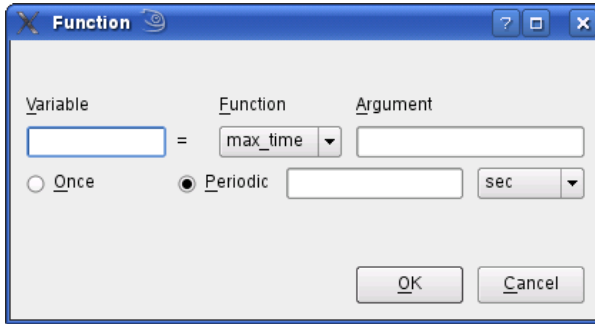 Function
Variable Function Argument
= max_time
Once Periodic sec
OK Cancel